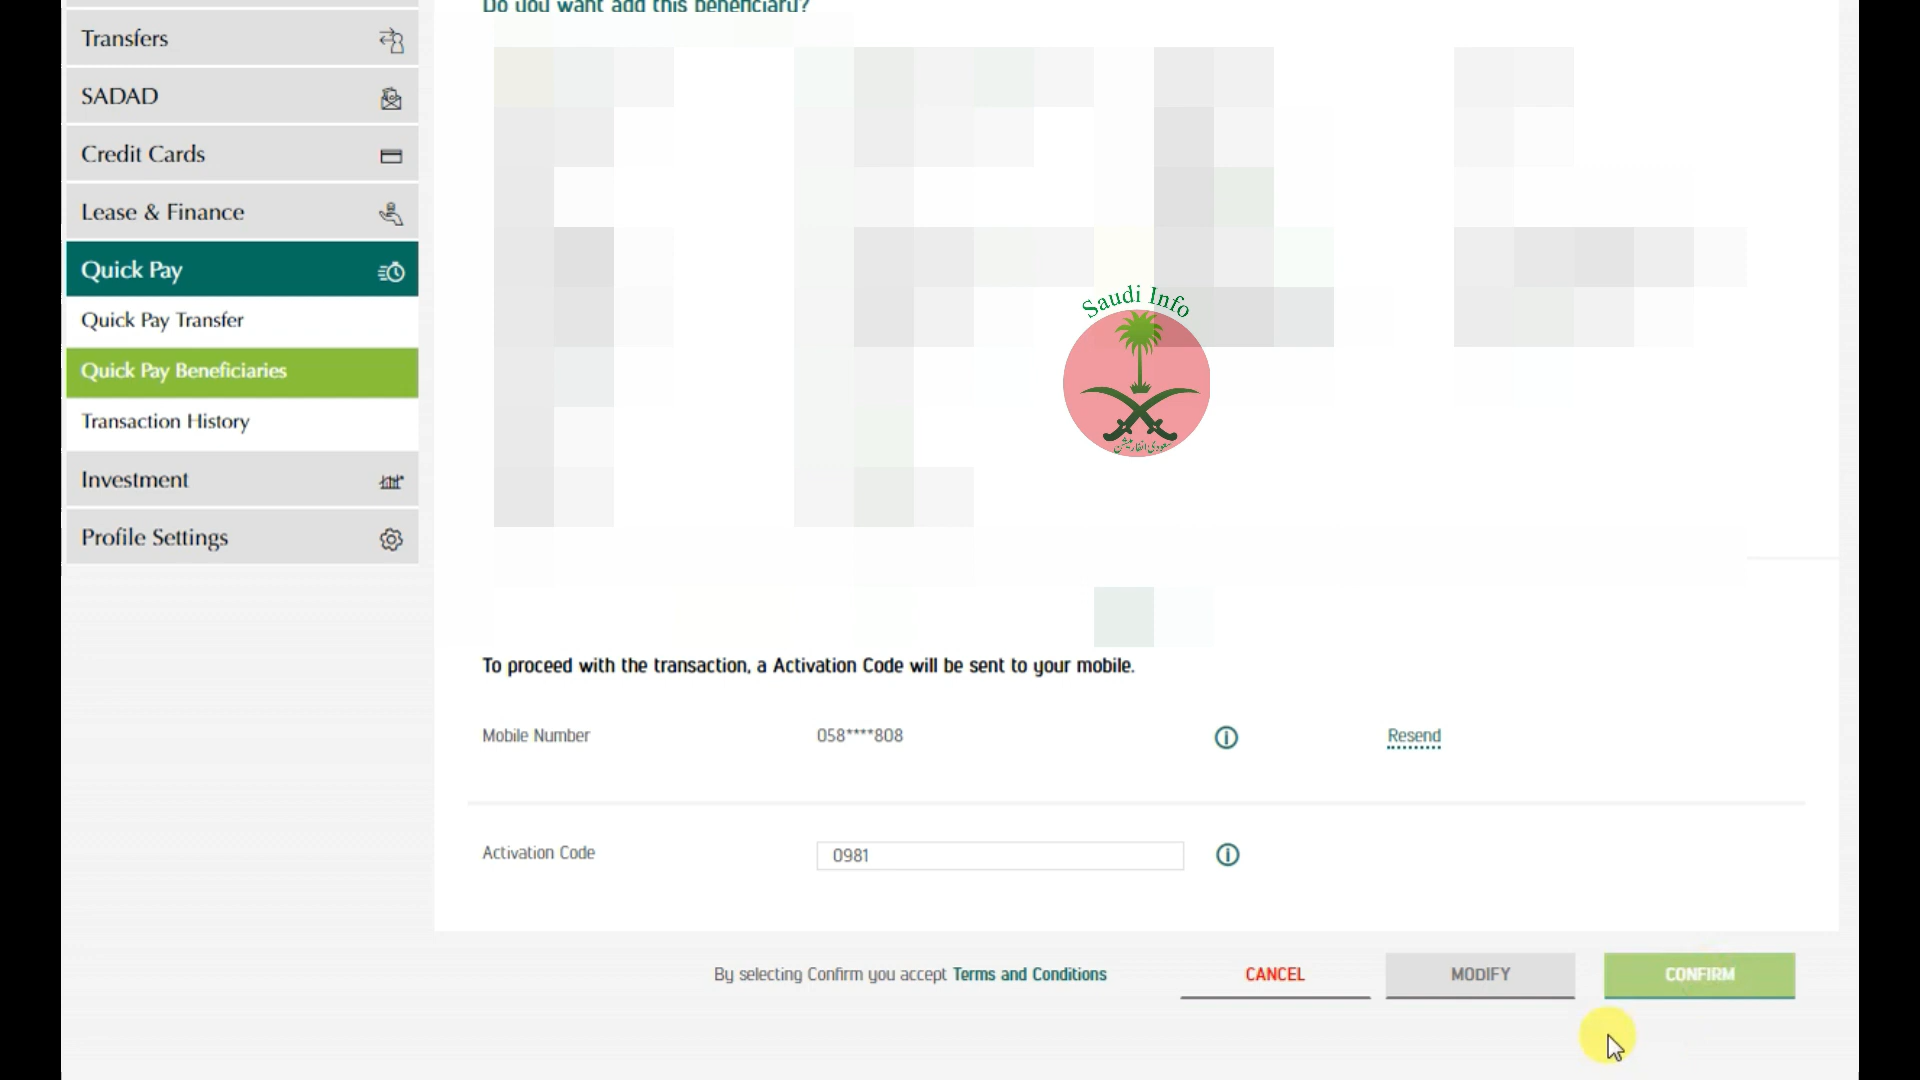 Do you want add this beneficiary?
Transfers
SADAD
Credit Cards
Lease & Finance
Quick Pay
Quick Pay Transfer
Quick Pay Beneficiaries
Transaction History
Investment
Profile Settings
Saudi Info
سعودی انفارمیشن
To proceed with the transaction, a Activation Code will be sent to your mobile.
Mobile Number 058****808 Resend
Activation Code 0981
By selecting Confirm you accept Terms and Conditions CANCEL MODIFY CONFIRM